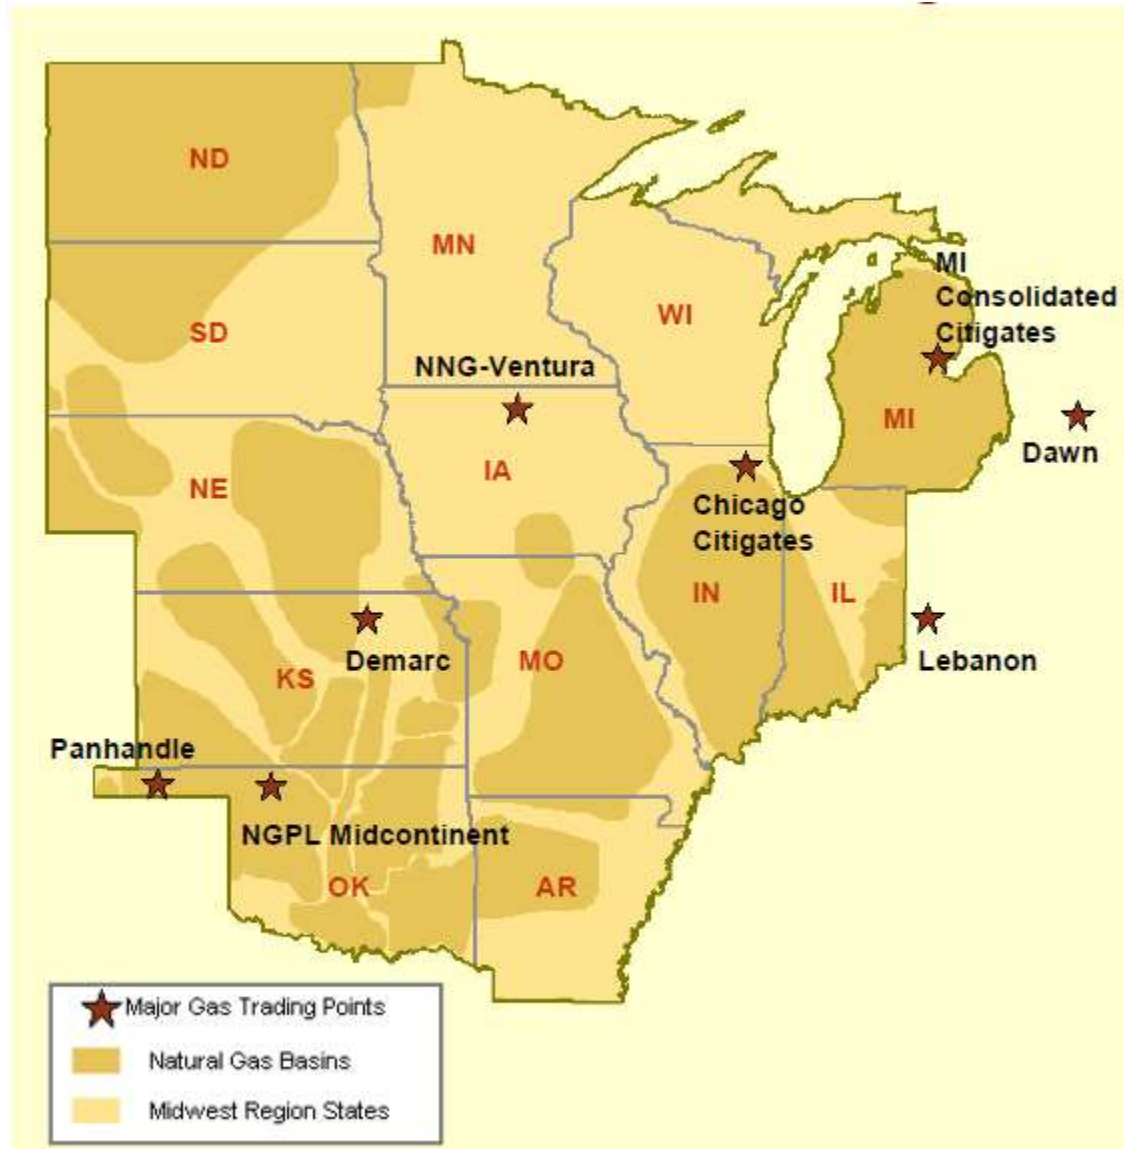 ND
MN
MI
Consolidated
Citigates
WI
SD
NNG-Ventura
MI
Dawn
IA
NE
Chicago
Citigates
IN
IL
Demarc
MO
Lebanon
KS
Panhandle
NGPL Midcontinent
OK
AR
Major Gas Trading Points
Natural Gas Basins
Midwest Region States